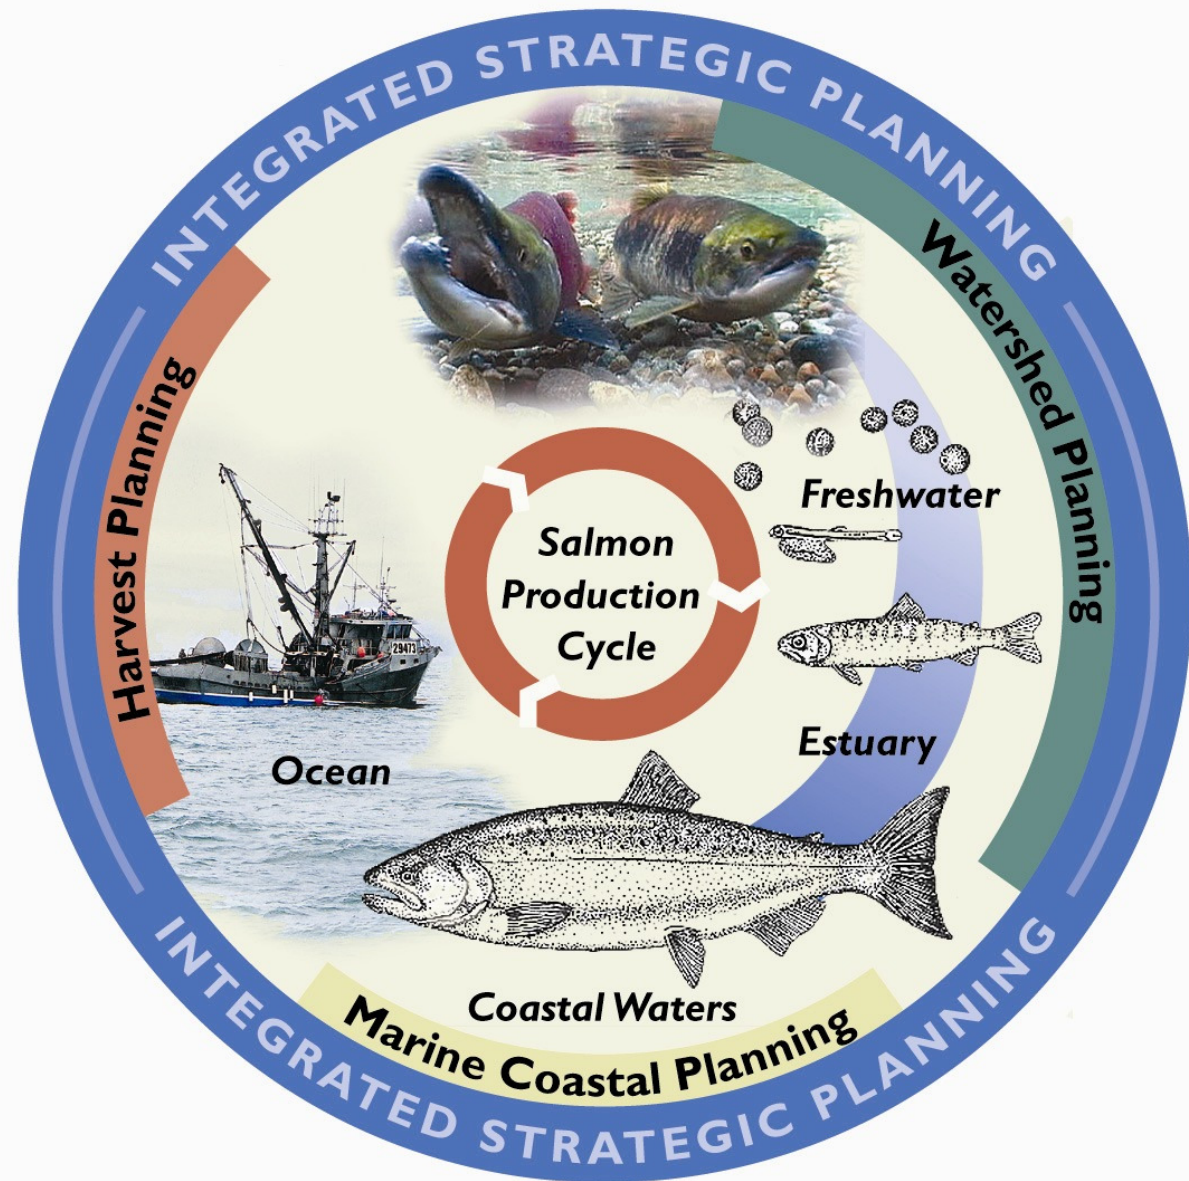 INTEGRATED STRATEGIC PLANNING
Watershed Planning
Harvest Planning
Freshwater
Salmon
Production
Cycle
29473
Estuary
Ocean
Coastal Waters
Marine Coastal Planning
INTEGRATED STRATEGIC PLANNING